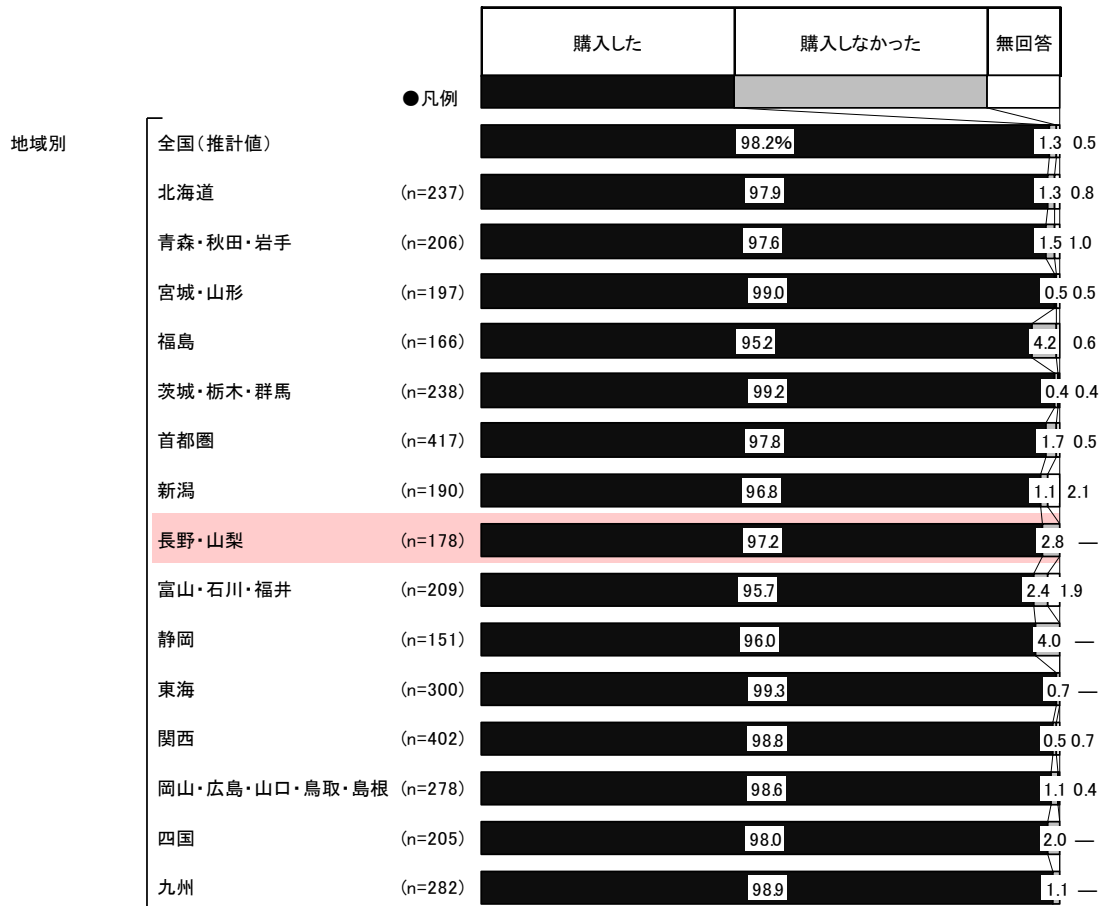 購入した 購入しなかった 無回答
●凡例
地域別 全国(推計値) 98.2% 1.3 0.5
北海道 (n=237) 97.9 1.3 0.8
青森・秋田・岩手 (n=206) 97.6 1.5 1.0
宮城・山形 (n=197) 99.0 0.5 0.5
福島 (n=166) 95.2 4.2 0.6
茨城・栃木・群馬 (n=238) 99.2 0.4 0.4
首都圏 (n=417) 97.8 1.7 0.5
新潟 (n=190) 96.8 1.1 2.1
長野・山梨 (n=178) 97.2 2.8 ―
富山・石川・福井 (n=209) 95.7 2.4 1.9
静岡 (n=151) 96.0 4.0 ―
東海 (n=300) 99.3 0.7 ―
関西 (n=402) 98.8 0.5 0.7
岡山・広島・山口・鳥取・島根 (n=278) 98.6 1.1 0.4
四国 (n=205) 98.0 2.0 ―
九州 (n=282) 98.9 1.1 ―